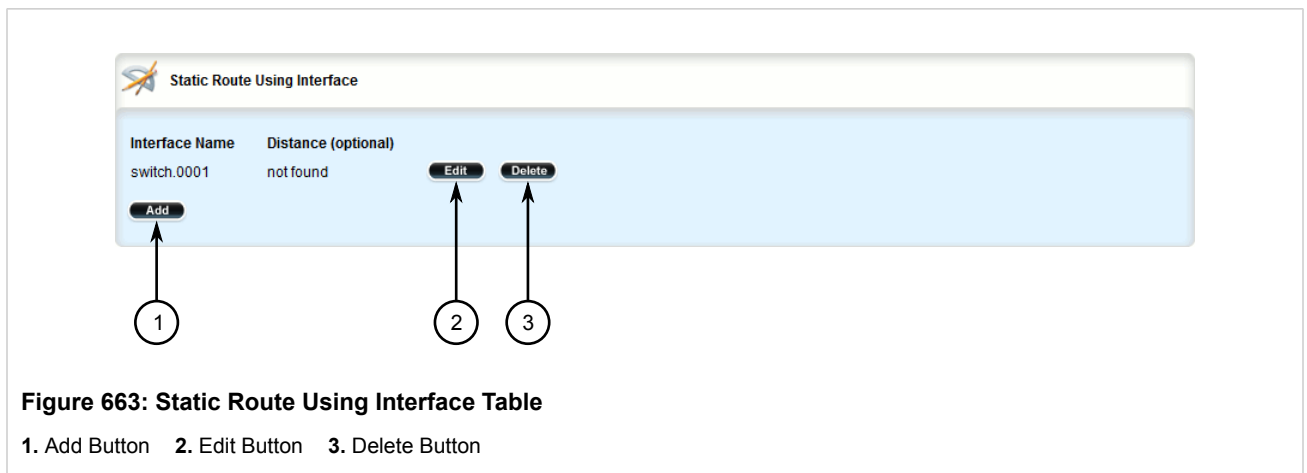 Static Route Using Interface
Interface Name Distance (optional)
switch.0001 not found Edit Delete
Add
1 2 3
Figure 663: Static Route Using Interface Table
1. Add Button 2. Edit Button 3. Delete Button